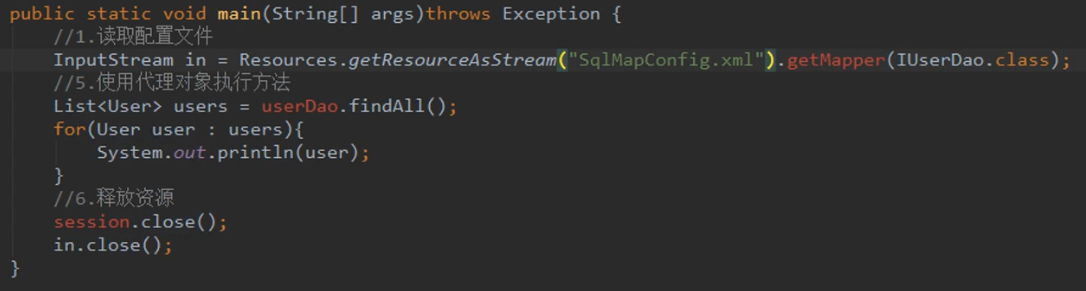 public static void main(String[] args)throws Exception {
//1.读取配置文件
InputStream in = Resources.getResourceAsStream("SqlMapConfig.xml").getMapper(IUserDao.class);
//5.使用代理对象执行方法
List<User> users = userDao.findAll();
for(User user : users){
System.out.println(user);
}
//6.释放资源
session.close();
in.close();
}